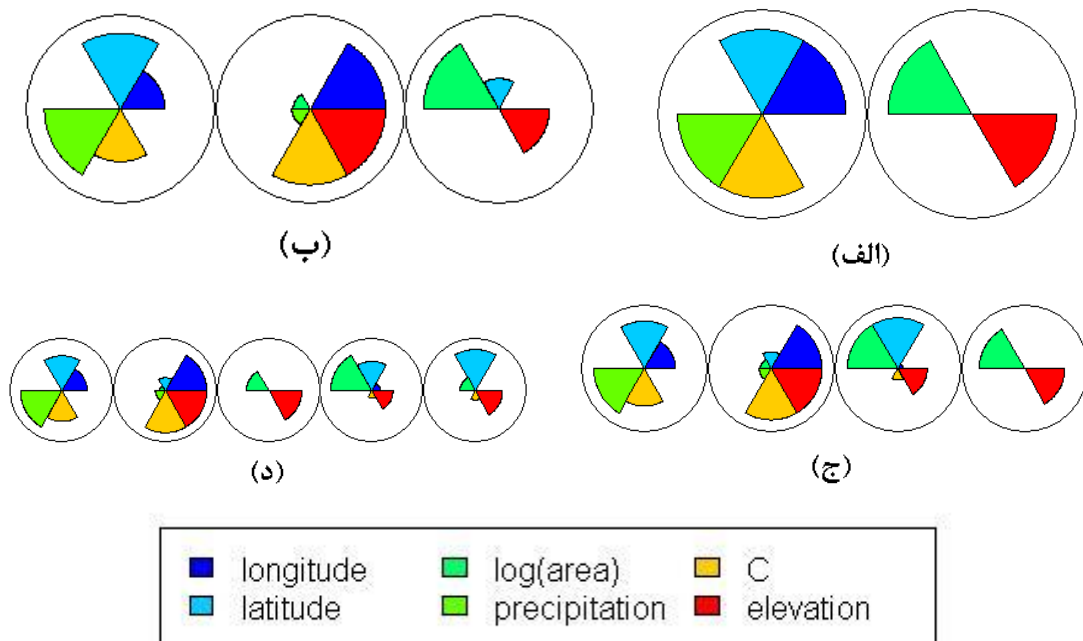 (الف)
(ب)
(ج)
(د)
longitude log(area) C
latitude precipitation elevation